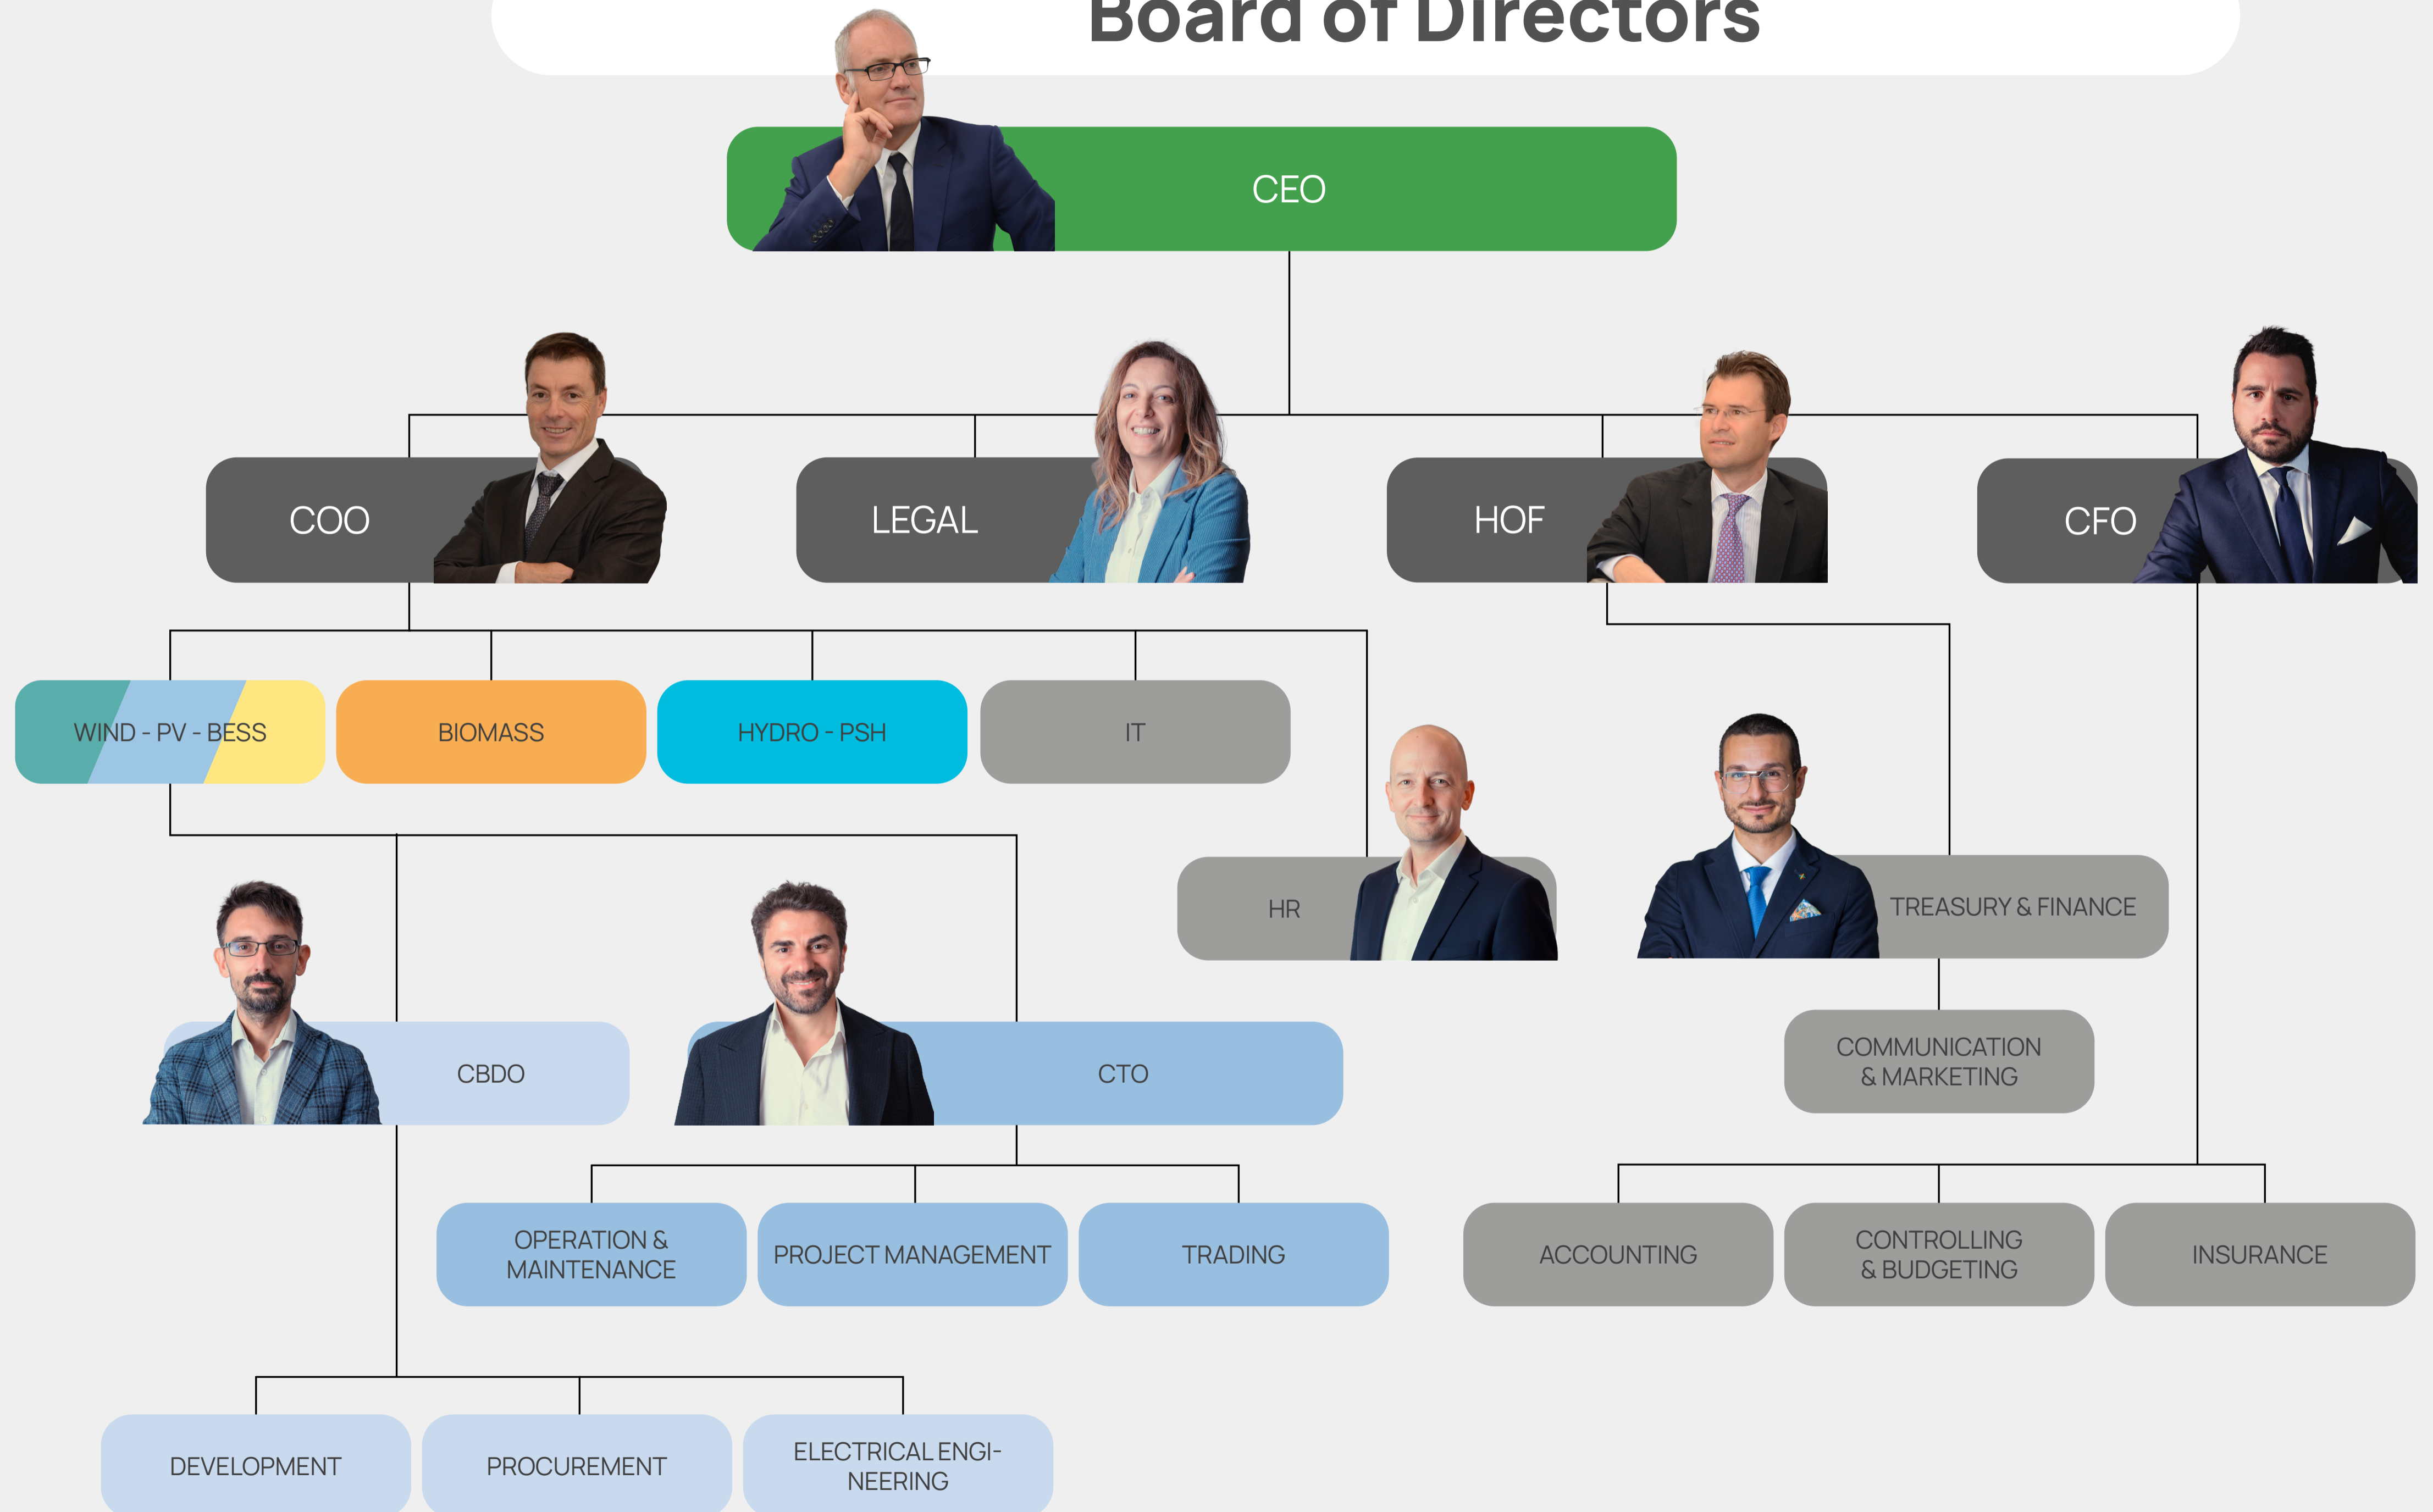 Board of Directors
CEO
COO
LEGAL
HOF
CFO
WIND - PV - BESS
BIOMASS
HYDRO - PSH
IT
HR
TREASURY & FINANCE
CBDO
CTO
COMMUNICATION
& MARKETING
OPERATION &
MAINTENANCE
PROJECT MANAGEMENT
TRADING
ACCOUNTING
CONTROLLING
& BUDGETING
INSURANCE
DEVELOPMENT
PROCUREMENT
ELECTRICAL ENGI-
NEERING